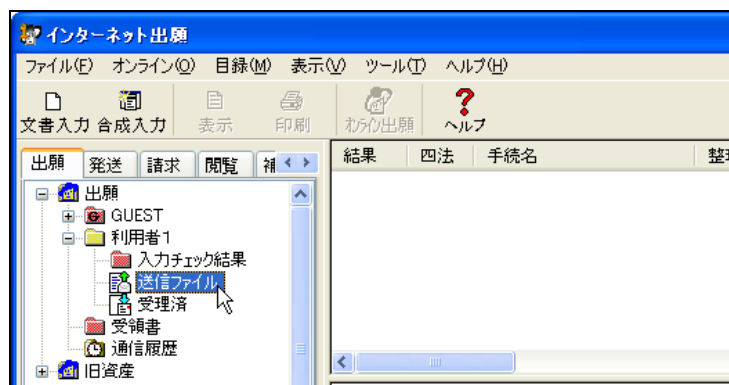 インターネット出願
ファイル(F) オンライン(O) 目録(M) 表示(V) ツール(T) ヘルプ(H)
文書入力 合成入力 表示 印刷 オンライン出願 ヘルプ
出願 発送 請求 閲覧 補
結果 四法 手続名 整理
出願
GUEST
利用者1
入力チェック結果
送信ファイル
受理済
受領書
通信履歴
旧資産